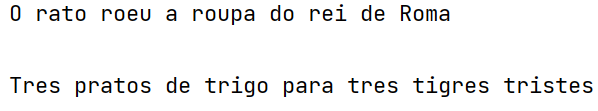 O rato roeu a roupa do rei de Roma
Tres pratos de trigo para tres tigres tristes